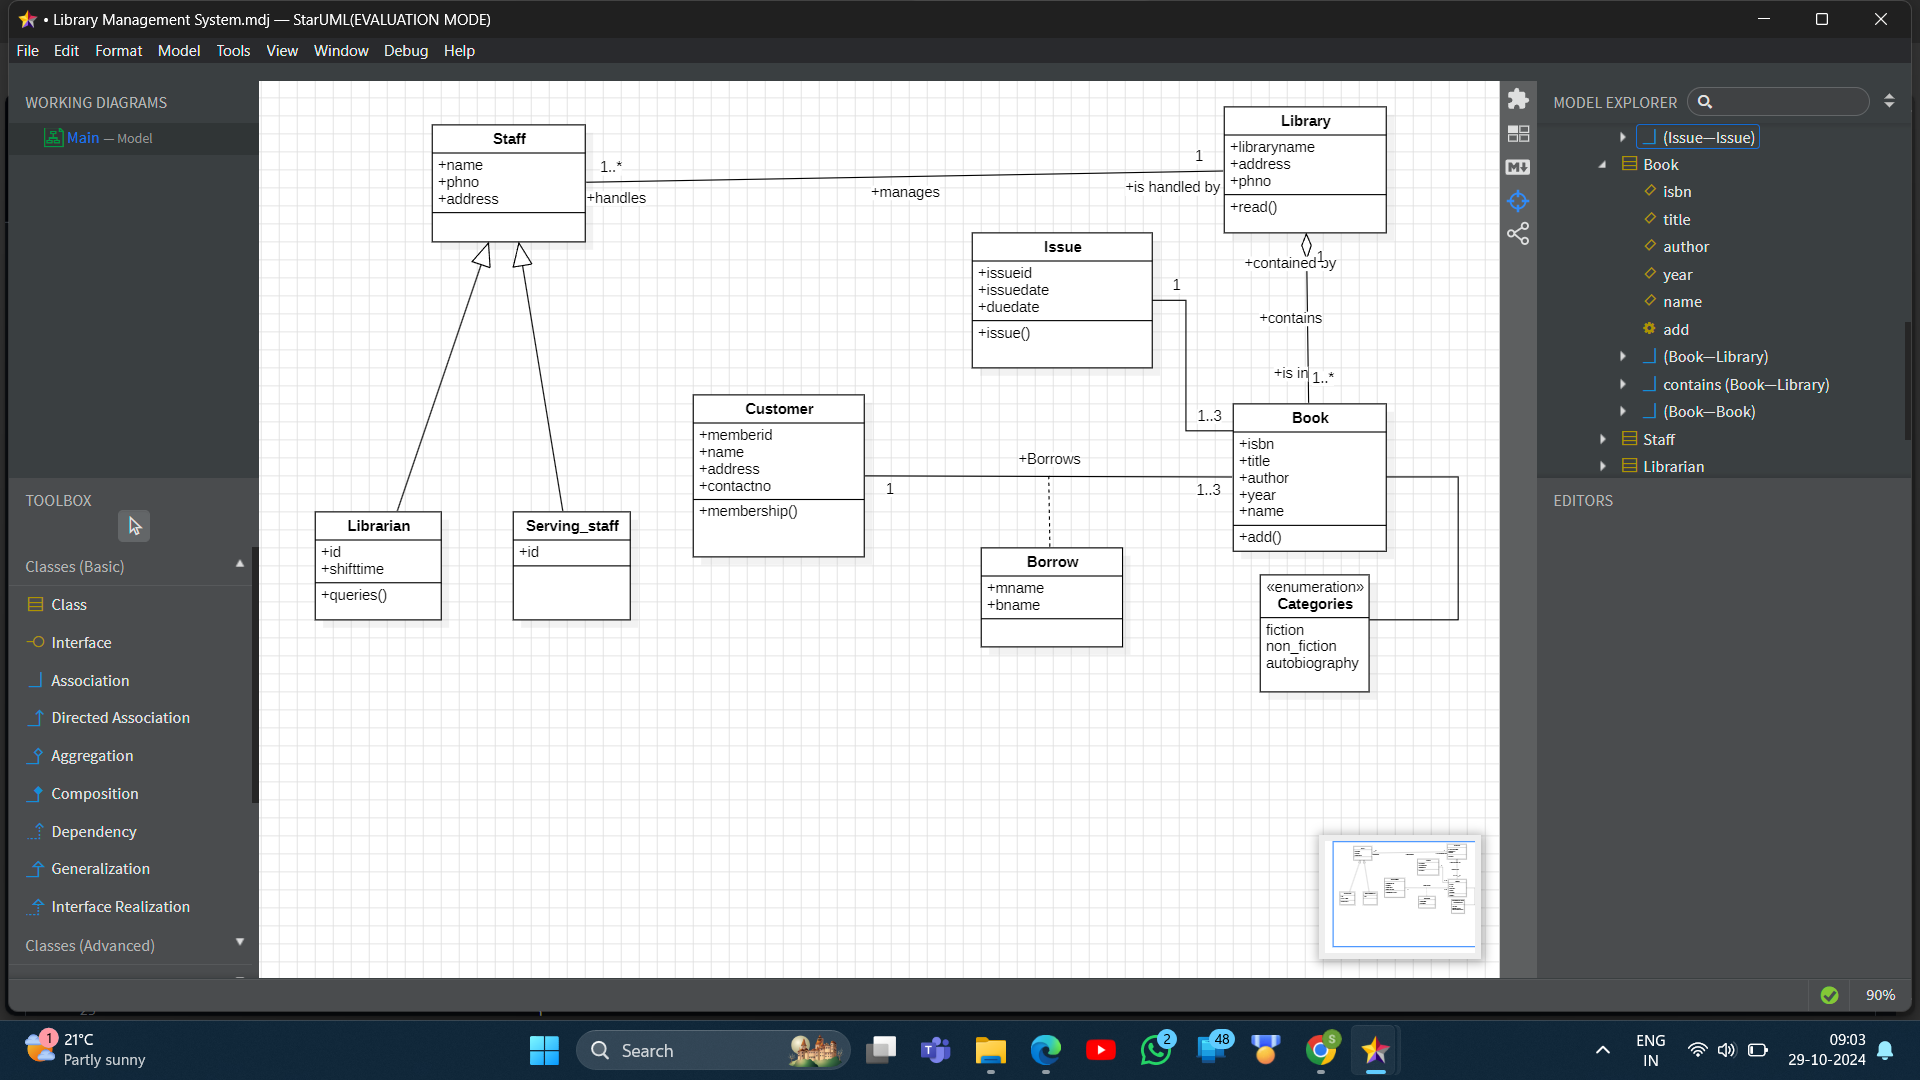 • Library Management System.mdj — StarUML(EVALUATION MODE)
File Edit Format Model Tools View Window Debug Help
WORKING DIAGRAMS
Main — Model
TOOLBOX
Classes (Basic)
Class
Interface
Association
Directed Association
Aggregation
Composition
Dependency
Generalization
Interface Realization
Classes (Advanced)
Staff
+name
+phno
+address
1..*
+handles
+manages
1
+is handled by
Library
+libraryname
+address
+phno
+read()
1
+contained by
+contains
+is in
1..*
Issue
+issueid
+issuedate
+duedate
+issue()
1
1..3
Customer
+memberid
+name
+address
+contactno
+membership()
+Borrows
1
1..3
Book
+isbn
+title
+author
+year
+name
+add()
Librarian
+id
+shifttime
+queries()
Serving_staff
+id
Borrow
+mname
+bname
«enumeration»
Categories
fiction
non_fiction
autobiography
MODEL EXPLORER
(Issue—Issue)
Book
isbn
title
author
year
name
add
(Book—Library)
contains (Book—Library)
(Book—Book)
Staff
Librarian
EDITORS
90%
1
21°C
Partly sunny
Search
2
48
S
ENG
IN
09:03
29-10-2024